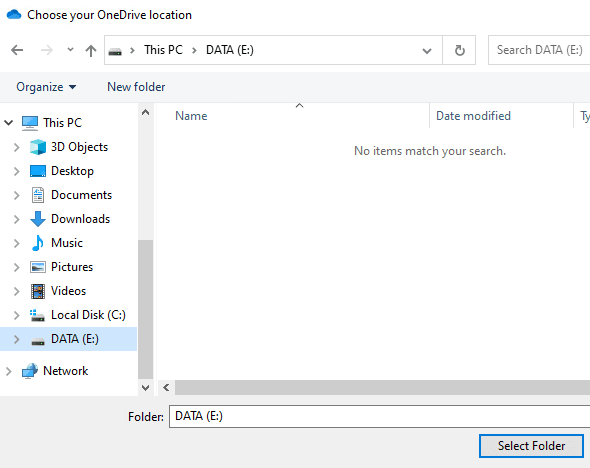 Choose your OneDrive location
This PC > DATA (E:)
Search DATA (E:)
Organize
New folder
Name
Date modified
Ty
No items match your search.
This PC
3D Objects
Desktop
Documents
Downloads
Music
Pictures
Videos
Local Disk (C:)
DATA (E:)
Network
Folder: DATA (E:)
Select Folder